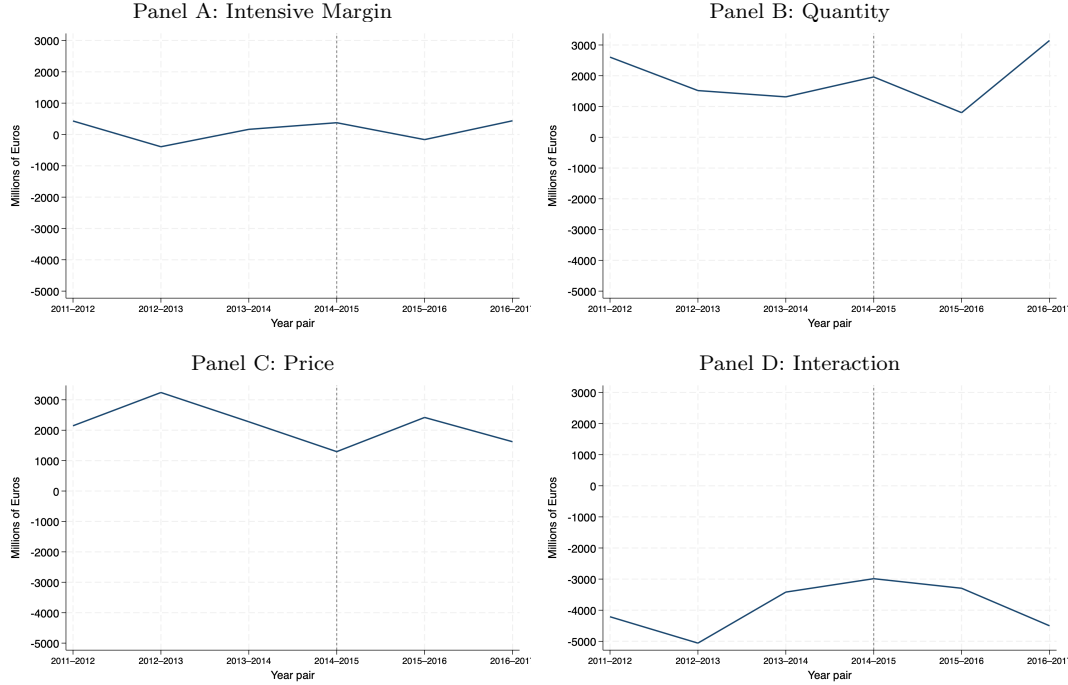 Panel A: Intensive Margin
Millions of Euros
3000
2000
1000
0
-1000
-2000
-3000
-4000
-5000
2011–2012 2012–2013 2013–2014 2014–2015 2015–2016 2016–201
Year pair
Panel B: Quantity
Millions of Euros
3000
2000
1000
0
-1000
-2000
-3000
-4000
-5000
2011–2012 2012–2013 2013–2014 2014–2015 2015–2016 2016–2017
Year pair
Panel C: Price
Millions of Euros
3000
2000
1000
0
-1000
-2000
-3000
-4000
-5000
2011–2012 2012–2013 2013–2014 2014–2015 2015–2016 2016–201
Year pair
Panel D: Interaction
Millions of Euros
3000
2000
1000
0
-1000
-2000
-3000
-4000
-5000
2011–2012 2012–2013 2013–2014 2014–2015 2015–2016 2016–2017
Year pair